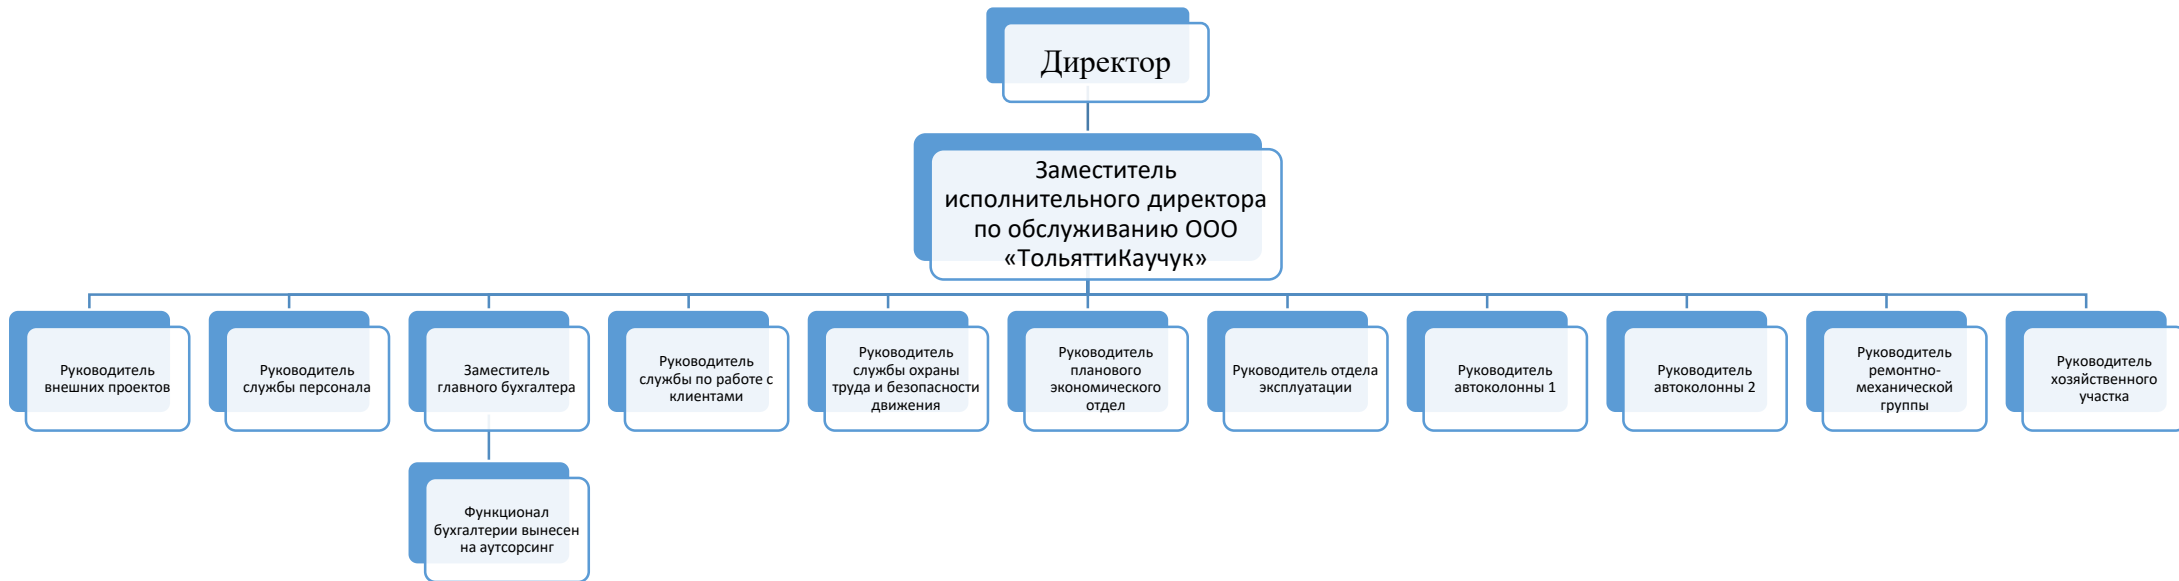 Директор
Заместитель
исполнительного директора
по обслуживанию ООО
«ТольяттиКаучук»
Руководитель
внешних проектов
Руководитель
службы персонала
Заместитель
главного бухгалтера
Руководитель
службы по работе с
клиентами
Руководитель
службы охраны
труда и безопасности
движения
Руководитель
планового
экономического
отдел
Руководитель отдела
эксплуатации
Руководитель
автоколонны 1
Руководитель
автоколонны 2
Руководитель
ремонтно-
механической
группы
Руководитель
хозяйственного
участка
Функционал
бухгалтерии вынесен
на аутсорсинг